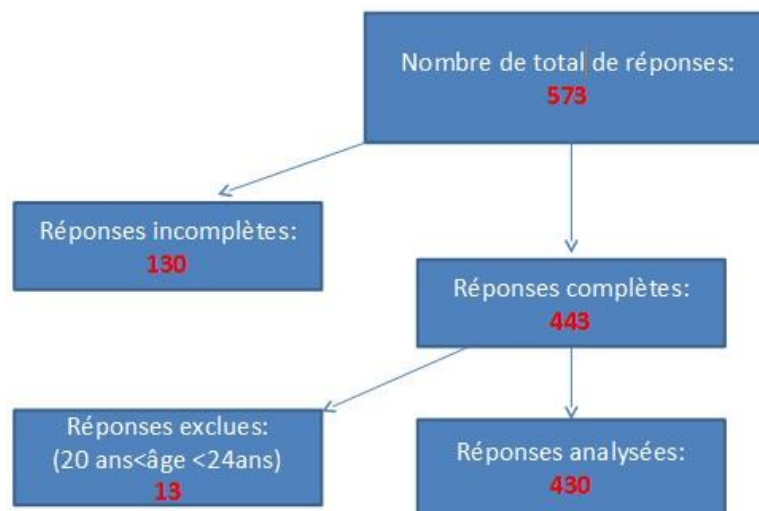 Nombre de total de réponses:
573
Réponses incomplètes:
130
Réponses complètes:
443
Réponses exclues:
(20 ans<âge <24ans)
13
Réponses analysées:
430